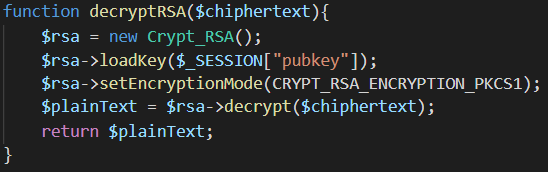 function decryptRSA($chiphertext){
    $rsa = new Crypt_RSA();
    $rsa->loadKey($_SESSION["pubkey"]);
    $rsa->setEncryptionMode(CRYPT_RSA_ENCRYPTION_PKCS1);
    $plainText = $rsa->decrypt($chiphertext);
    return $plainText;
}